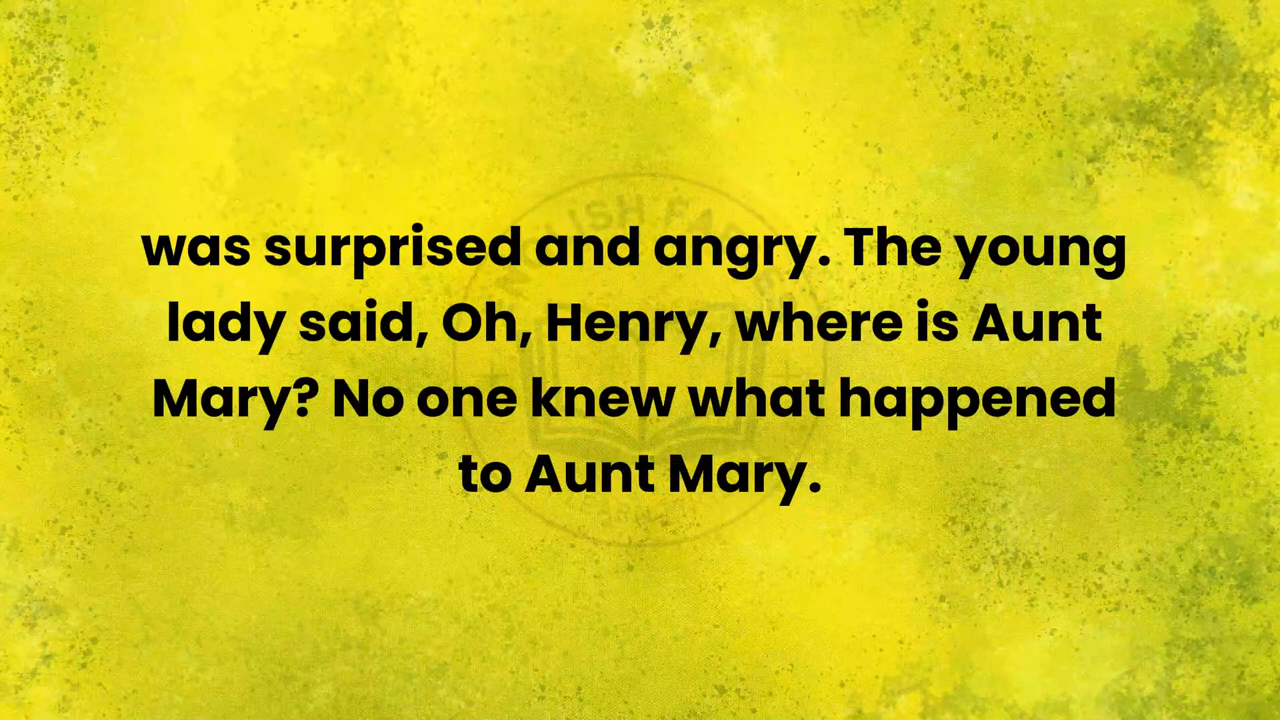 was surprised and angry. The young
lady said, Oh, Henry, where is Aunt
Mary? No one knew what happened
to Aunt Mary.